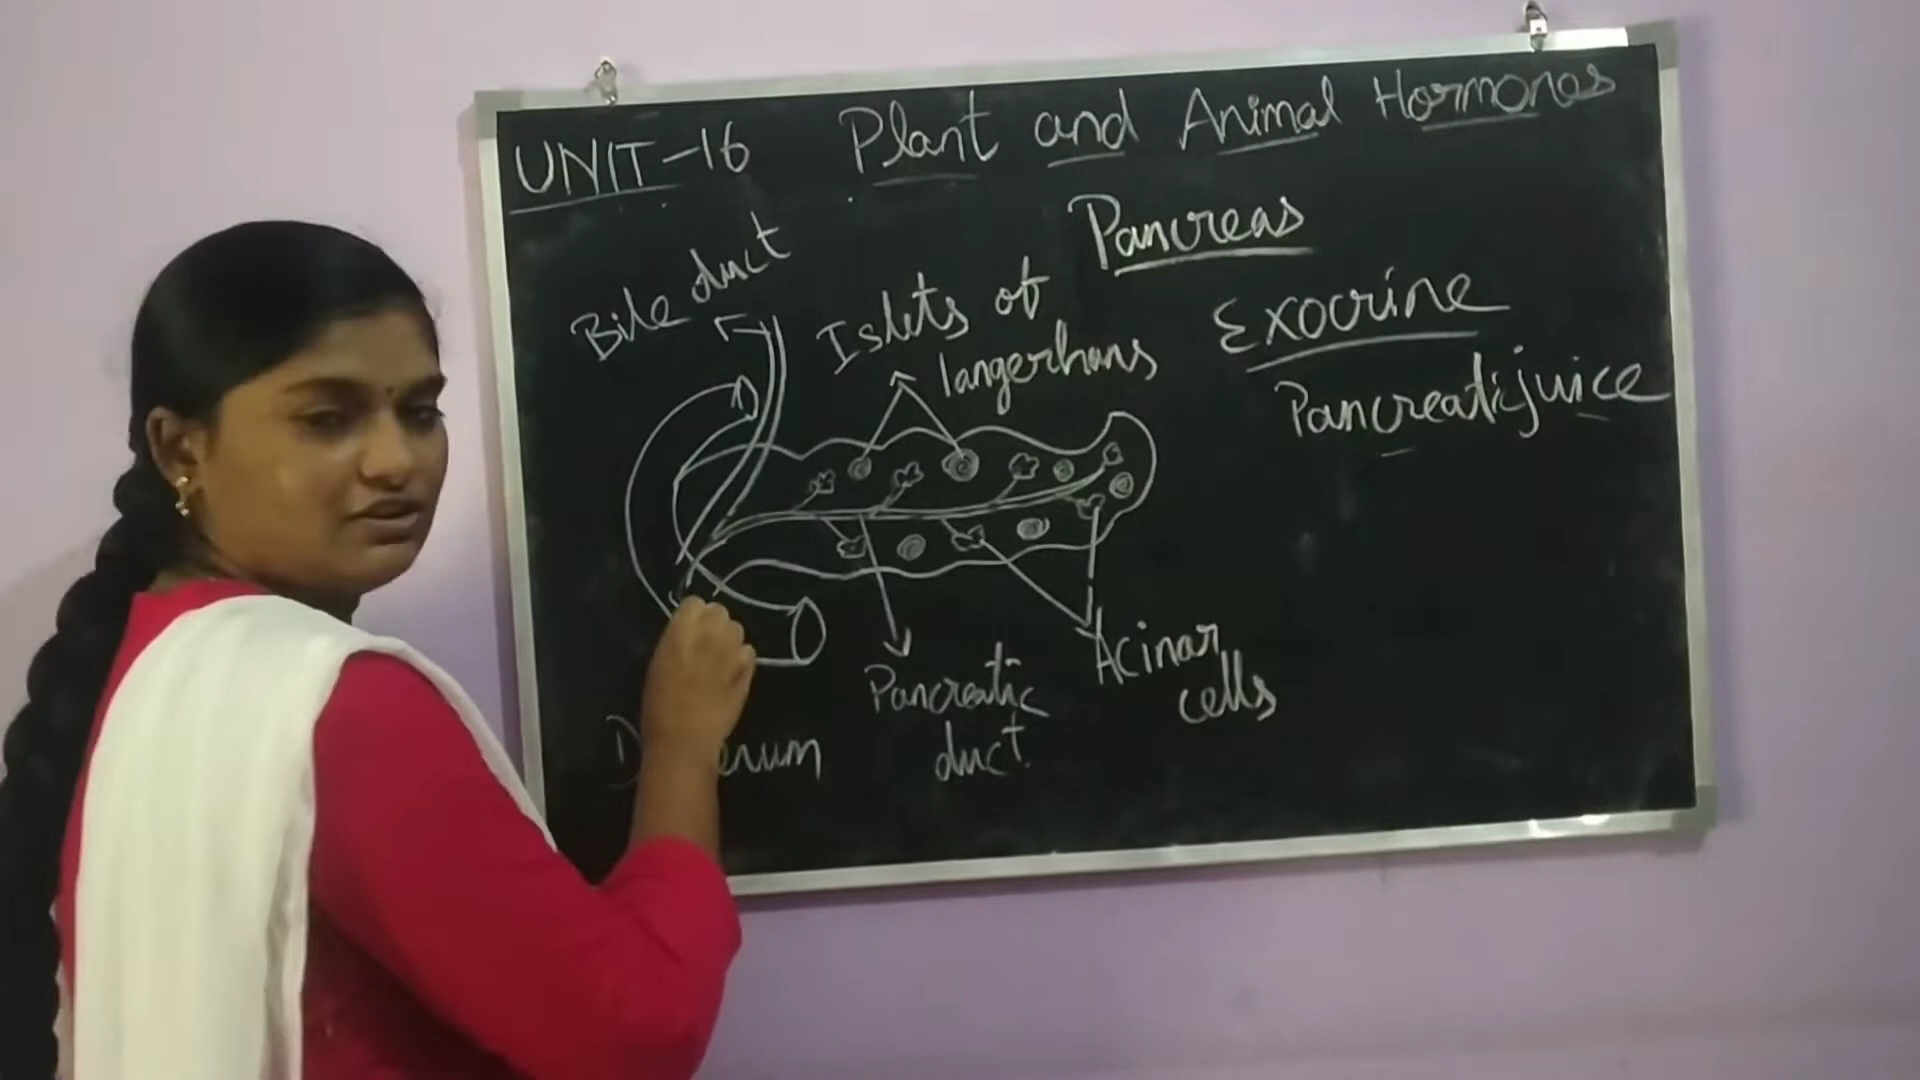 UNIT-16 Plant and Animal Hormones
Pancreas
Bile duct
Islets of
langerhans
Exocrine
Pancreatic juice
Acinar
cells
Pancreatic
duct